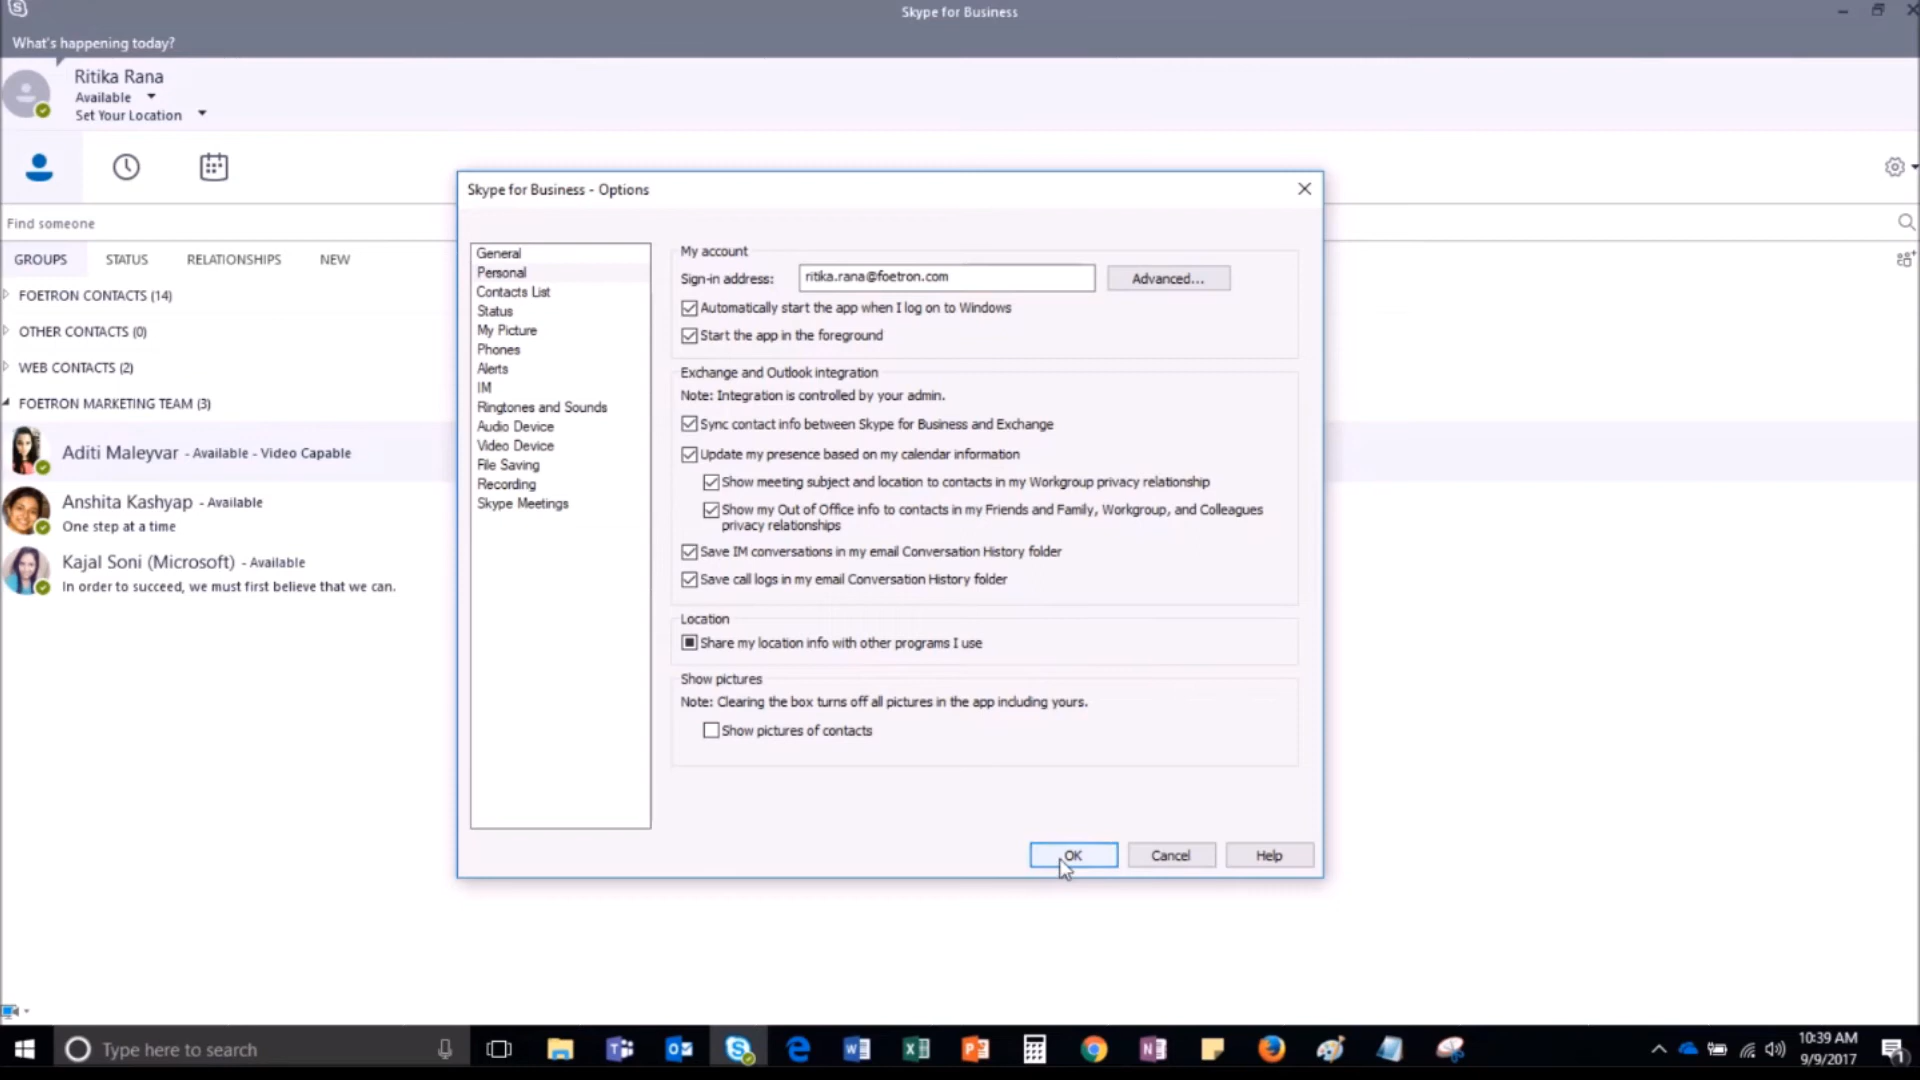 Skype for Business
What's happening today?
Ritika Rana
Available
Set Your Location
Find someone
GROUPS STATUS RELATIONSHIPS NEW
FOETRON CONTACTS (14)
OTHER CONTACTS (0)
WEB CONTACTS (2)
FOETRON MARKETING TEAM (3)
Aditi Maleyvar - Available - Video Capable
Anshita Kashyap - Available
One step at a time
Kajal Soni (Microsoft) - Available
In order to succeed, we must first believe that we can.
Skype for Business - Options
General
Personal
Contacts List
Status
My Picture
Phones
Alerts
IM
Ringtones and Sounds
Audio Device
Video Device
File Saving
Recording
Skype Meetings
My account
Sign-in address: ritika.rana@foetron.com Advanced...
Automatically start the app when I log on to Windows
Start the app in the foreground
Exchange and Outlook integration
Note: Integration is controlled by your admin.
Sync contact info between Skype for Business and Exchange
Update my presence based on my calendar information
Show meeting subject and location to contacts in my Workgroup privacy relationship
Show my Out of Office info to contacts in my Friends and Family, Workgroup, and Colleagues
privacy relationships
Save IM conversations in my email Conversation History folder
Save call logs in my email Conversation History folder
Location
Share my location info with other programs I use
Show pictures
Note: Clearing the box turns off all pictures in the app including yours.
Show pictures of contacts
OK Cancel Help
Type here to search
10:39 AM
9/9/2017
1